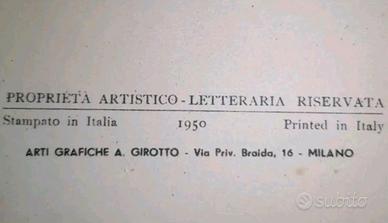 PROPRIETÀ ARTISTICO - LETTERARIA RISERVATA
Stampato in Italia 1950 Printed in Italy
ARTI GRAFICHE A. GIROTTO - Via Priv. Braida, 16 - MILANO
subito